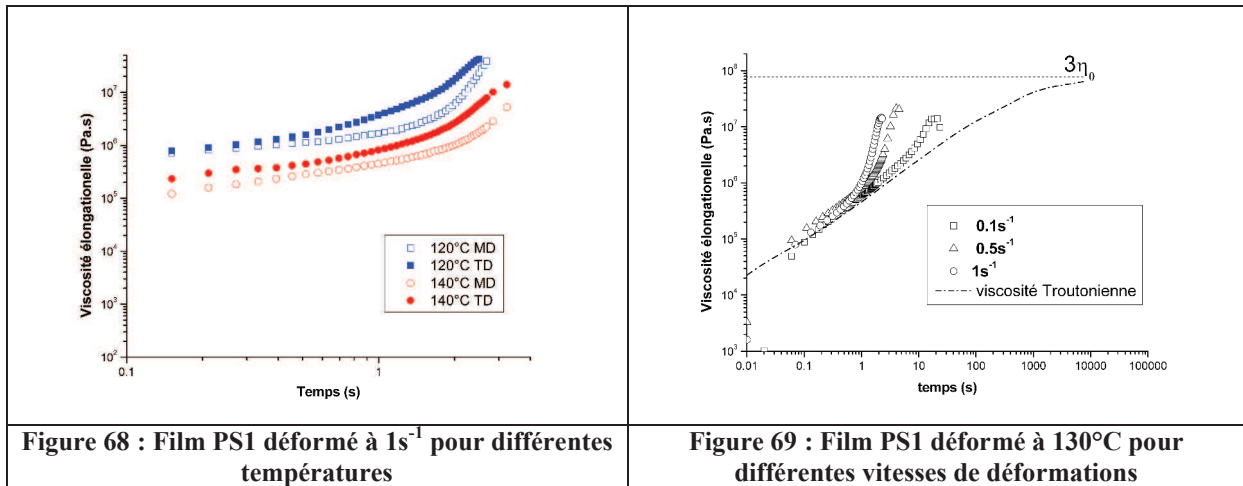 Viscosité élongationelle (Pa.s)
10⁷
10⁶
10⁵
10⁴
10³
10²
0.1
1
Temps (s)
120°C MD
120°C TD
140°C MD
140°C TD
Figure 68 : Film PS1 déformé à 1s⁻¹ pour différentes
températures
Viscosité élongationelle (Pa.s)
10⁸
10⁷
10⁶
10⁵
10⁴
10³
0.01
0.1
1
10
100
1000
10000
100000
temps (s)
3η₀
0.1s⁻¹
0.5s⁻¹
1s⁻¹
viscosité Troutonienne
Figure 69 : Film PS1 déformé à 130°C pour
différentes vitesses de déformations